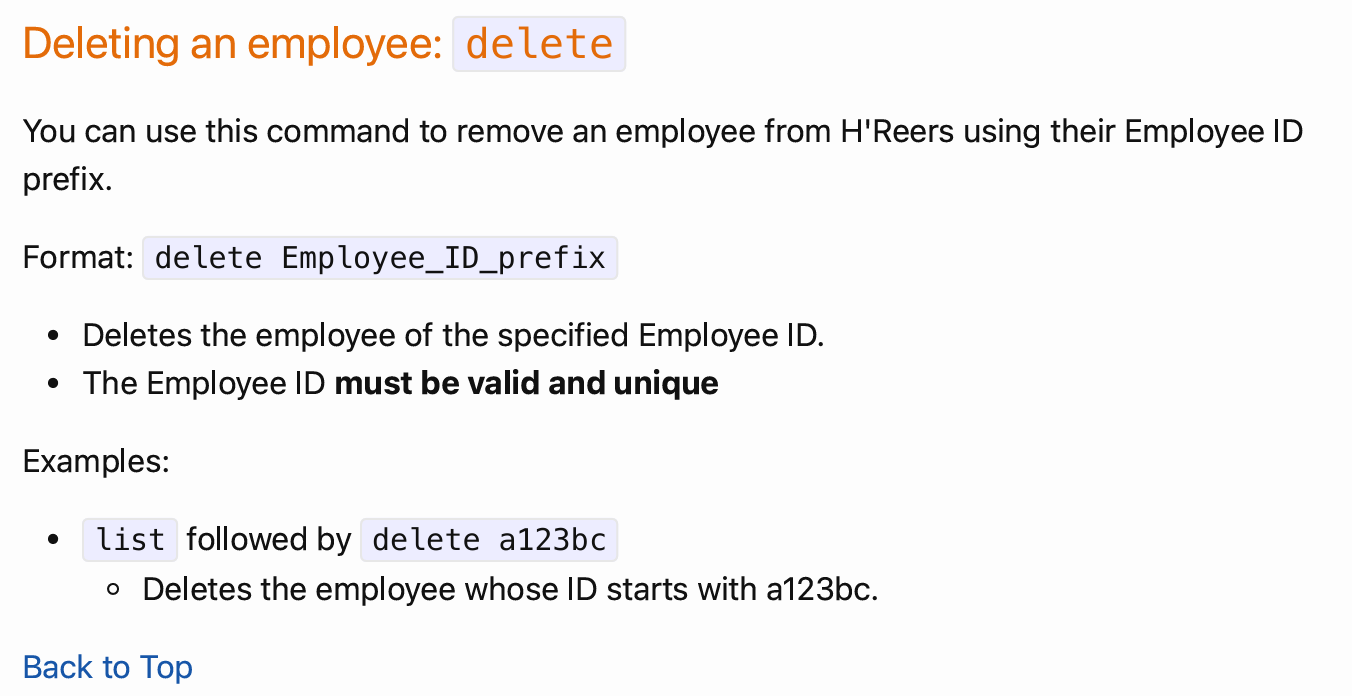 Deleting an employee: delete
You can use this command to remove an employee from H'Reers using their Employee ID
prefix.
Format: delete Employee_ID_prefix
• Deletes the employee of the specified Employee ID.
• The Employee ID must be valid and unique
Examples:
• list followed by delete a123bc
◦ Deletes the employee whose ID starts with a123bc.
Back to Top